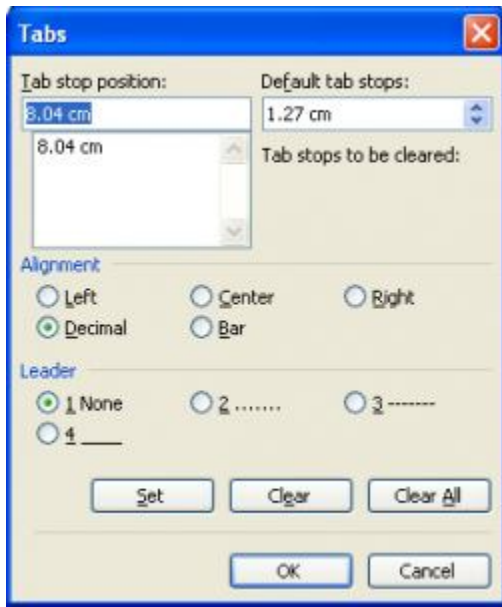 Tabs
Tab stop position: Default tab stops:
8.04 cm 1.27 cm
8.04 cm
Tab stops to be cleared:
Alignment
Left Center Right
Decimal Bar
Leader
1 None 2 ....... 3 -------
4 ____
Set Clear Clear All
OK Cancel